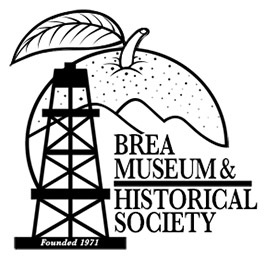 BREA
MUSEUM &
HISTORICAL
SOCIETY
Founded 1971